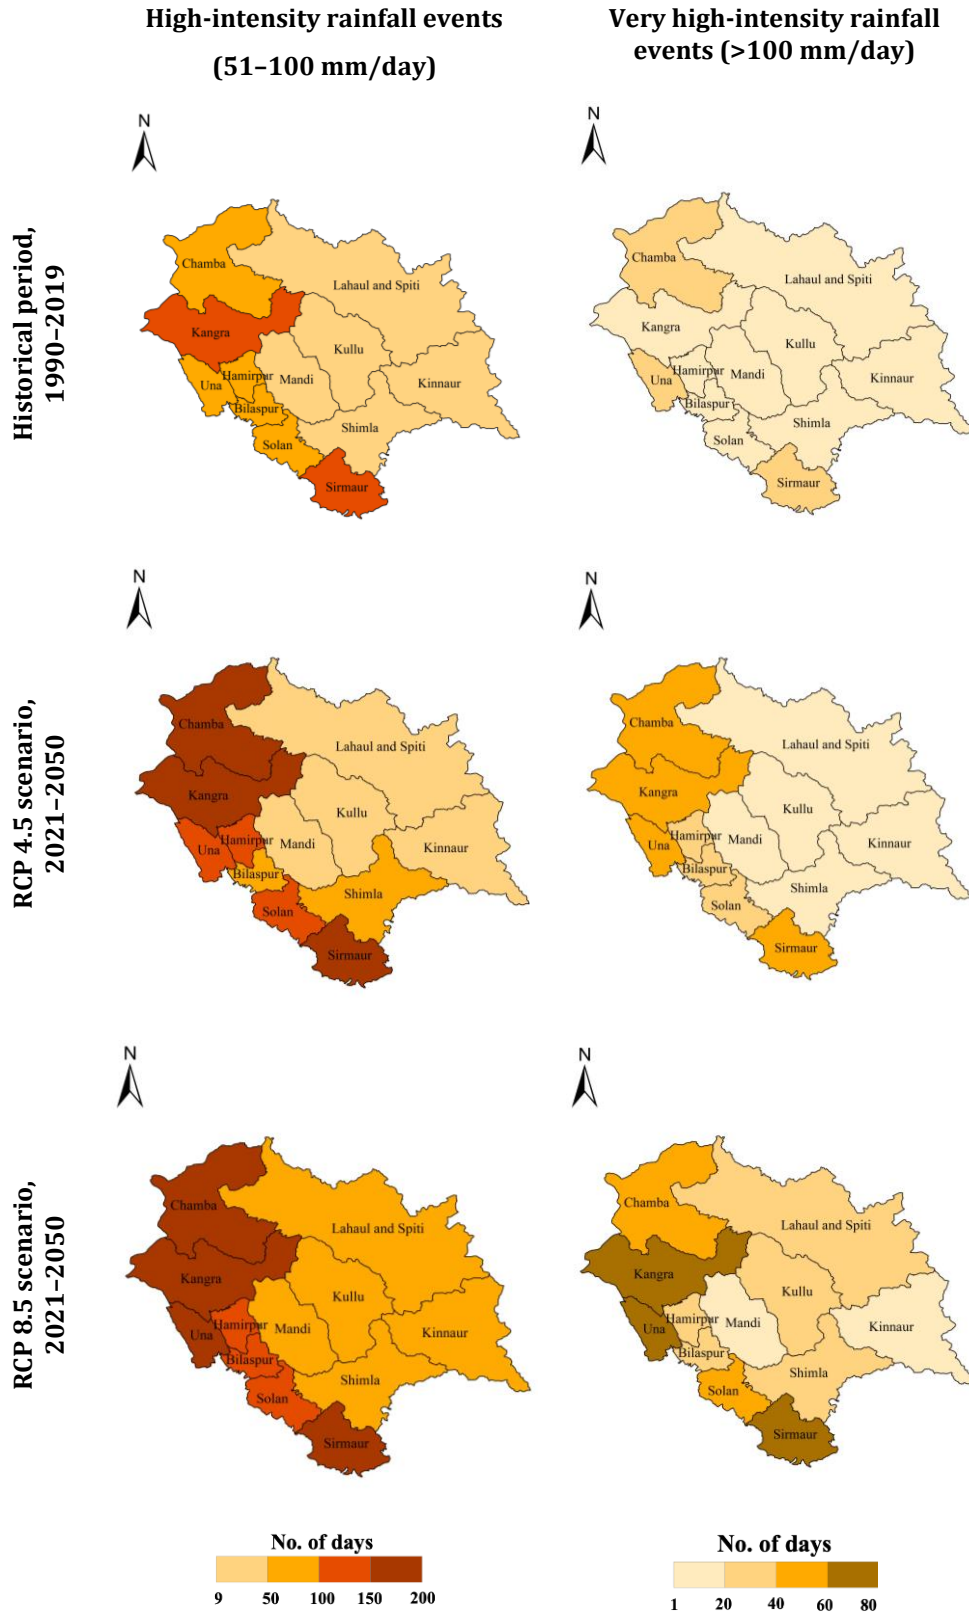 High-intensity rainfall events
(51–100 mm/day)
Very high-intensity rainfall
events (>100 mm/day)
Historical period,
1990–2019
N
Chamba
Lahaul and Spiti
Kangra
Kullu
Una
Hamirpur
Mandi
Kinnaur
Bilaspur
Shimla
Solan
Sirmaur
N
Chamba
Lahaul and Spiti
Kangra
Kullu
Una
Hamirpur
Mandi
Kinnaur
Bilaspur
Shimla
Solan
Sirmaur
RCP 4.5 scenario,
2021–2050
N
Chamba
Lahaul and Spiti
Kangra
Kullu
Una
Hamirpur
Mandi
Kinnaur
Bilaspur
Shimla
Solan
Sirmaur
N
Chamba
Lahaul and Spiti
Kangra
Kullu
Una
Hamirpur
Mandi
Kinnaur
Bilaspur
Shimla
Solan
Sirmaur
RCP 8.5 scenario,
2021–2050
N
Chamba
Lahaul and Spiti
Kangra
Kullu
Una
Hamirpur
Mandi
Kinnaur
Bilaspur
Shimla
Solan
Sirmaur
N
Chamba
Lahaul and Spiti
Kangra
Kullu
Una
Hamirpur
Mandi
Kinnaur
Bilaspur
Shimla
Solan
Sirmaur
No. of days
9 50 100 150 200
No. of days
1 20 40 60 80